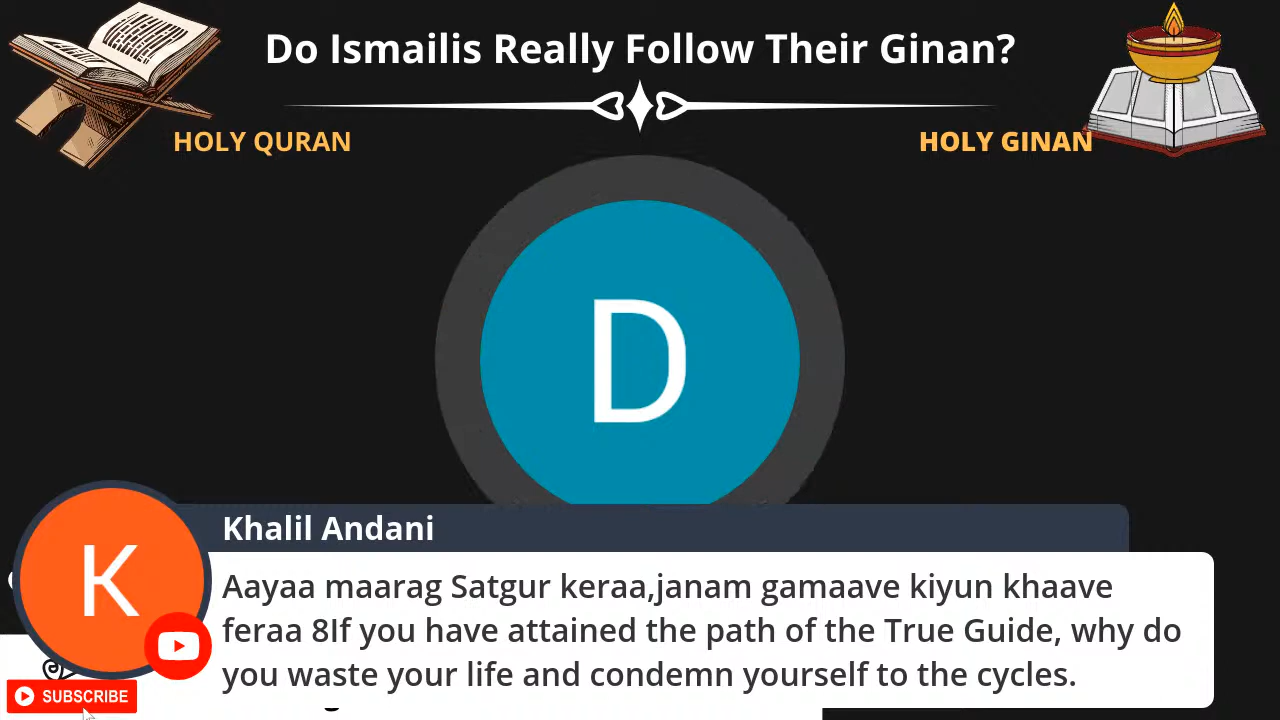 Do Ismailis Really Follow Their Ginan?
HOLY QURAN
HOLY GINAN
D
Khalil Andani
K
Aayaa maarag Satgur keraa,janam gamaave kiyun khaave
feraa 8If you have attained the path of the True Guide, why do
you waste your life and condemn yourself to the cycles.
SUBSCRIBE